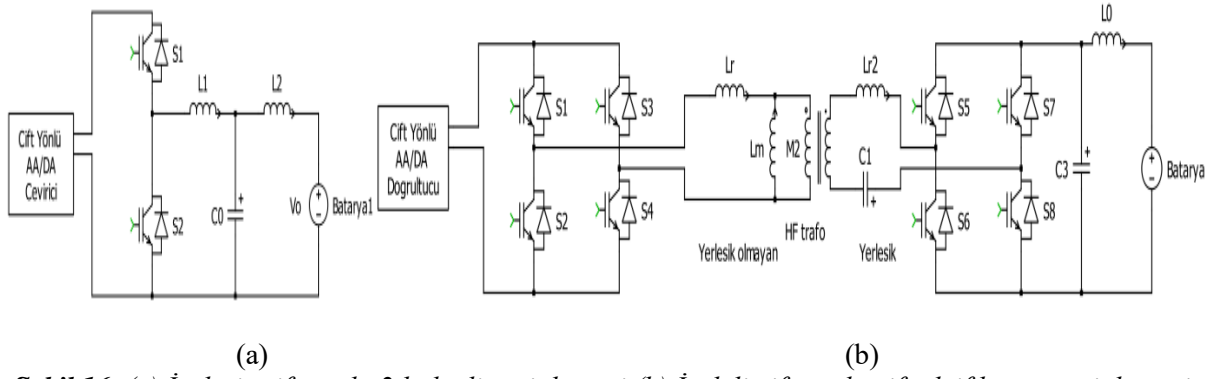 Cift Yönlü
AA/DA
Cevirici
S1
S2
L1
L2
C0
Vo
Batarya1
Cift Yönlü
AA/DA
Dogrultucu
S1
S3
S2
S4
Lr
Lm
M2
HF trafo
Yerlesik olmayan
Lr2
C1
Yerlesik
S5
S7
S6
S8
C3
L0
Batarya
(a)
(b)